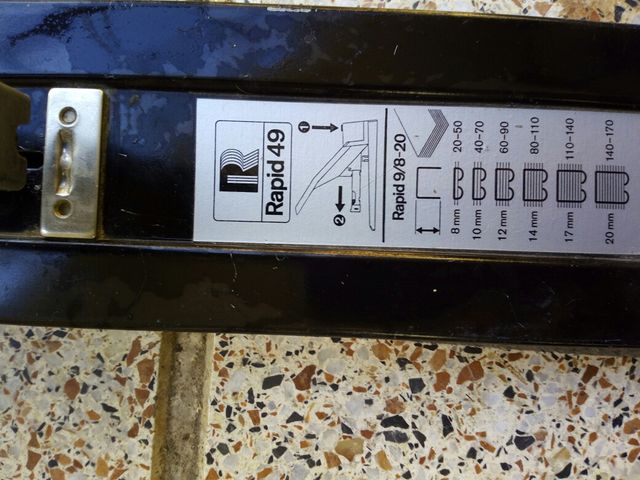 R
Rapid 49
1
2
Rapid 9/8-20
8 mm 20-50
10 mm 40-70
12 mm 60-90
14 mm 80-110
17 mm 110-140
20 mm 140-170